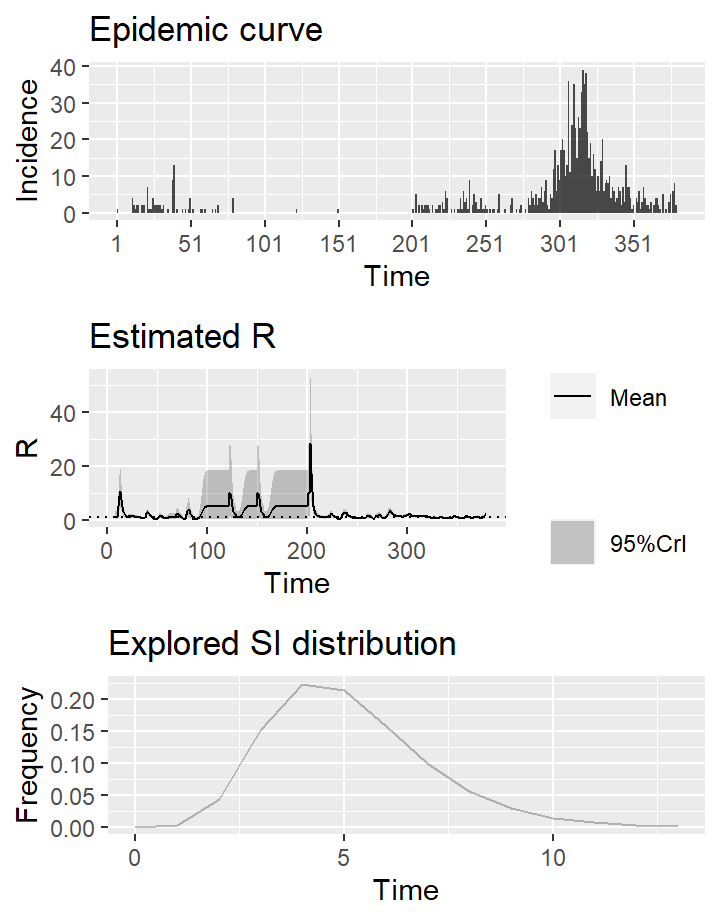 Epidemic curve
Incidence
40
30
20
10
0
1 51 101 151 201 251 301 351
Time
Estimated R
R
40
20
0
0 100 200 300
Time
Mean
95%CrI
Explored SI distribution
Frequency
0.20
0.15
0.10
0.05
0.00
0 5 10
Time